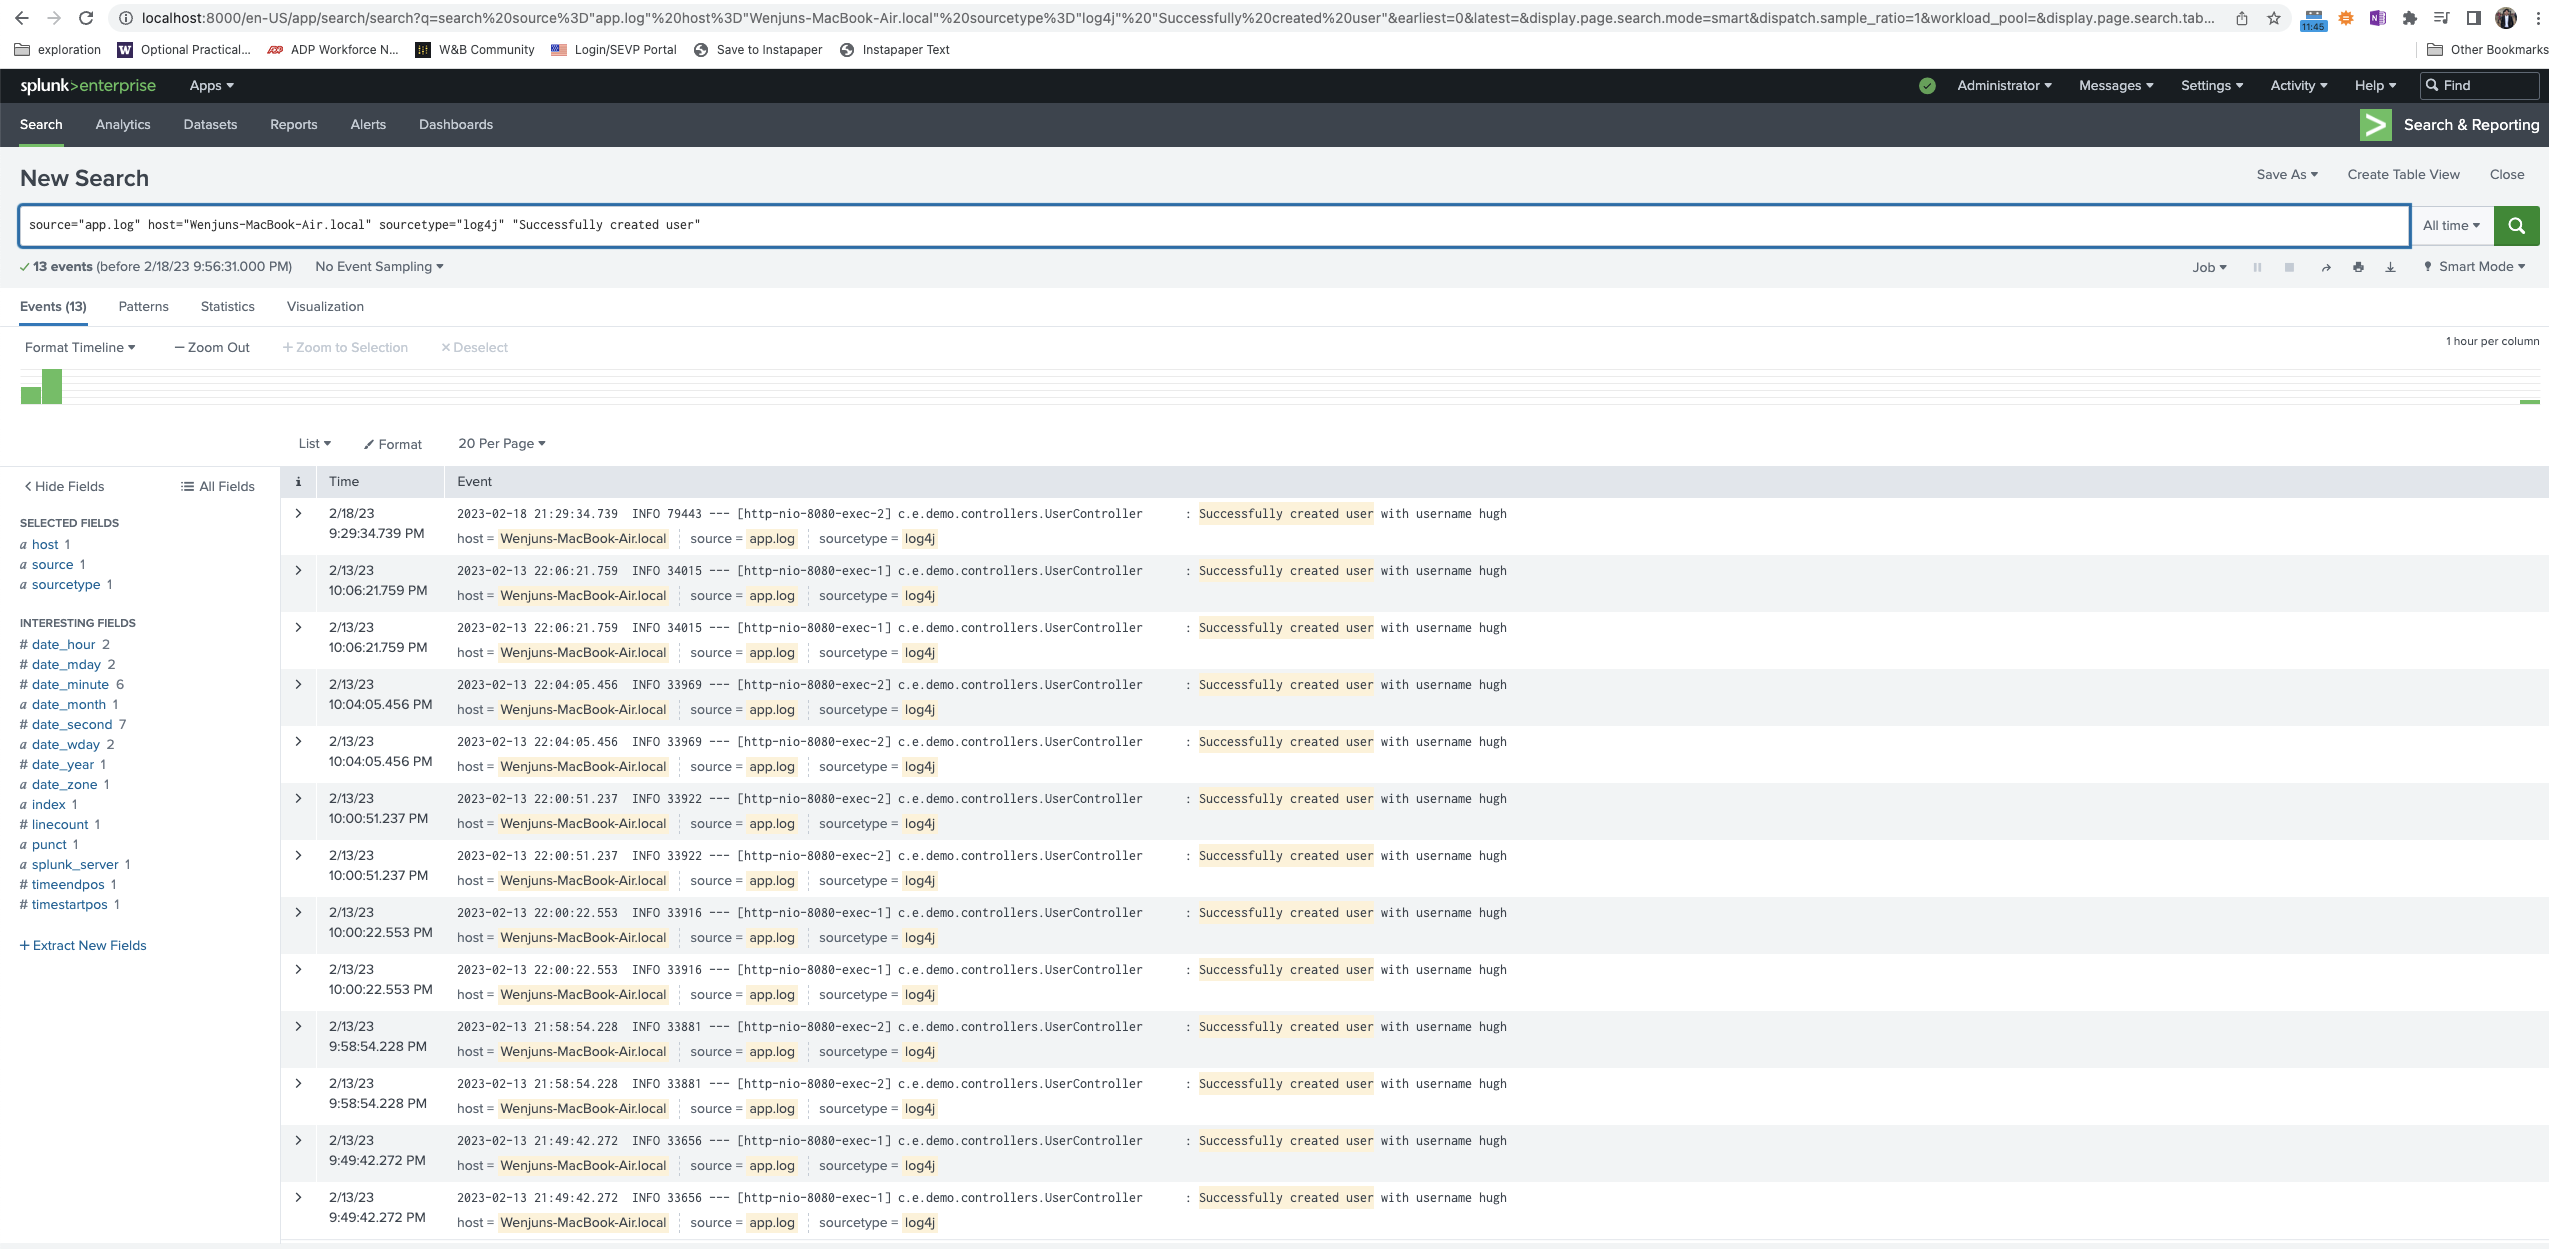 localhost:8000/en-US/app/search/search?q=search%20source%3D"app.log"%20host%3D"Wenjuns-MacBook-Air.local"%20sourcetype%3D"log4j"%20"Successfully%20created%20user"&earliest=0&latest=&display.page.search.mode=smart&dispatch.sample_ratio=1&workload_pool=&display.page.search.tab...
11:45
exploration W Optional Practical... ADP Workforce N... W&B Community Login/SEVP Portal Save to Instapaper Instapaper Text Other Bookmarks
splunk>enterprise Apps Administrator Messages Settings Activity Help Find
Search Analytics Datasets Reports Alerts Dashboards > Search & Reporting
New Search Save As Create Table View Close
source="app.log" host="Wenjuns-MacBook-Air.local" sourcetype="log4j" "Successfully created user" All time
✓ 13 events (before 2/18/23 9:56:31.000 PM) No Event Sampling Job Smart Mode
Events (13) Patterns Statistics Visualization
Format Timeline — Zoom Out + Zoom to Selection × Deselect 1 hour per column
List Format 20 Per Page
< Hide Fields All Fields
SELECTED FIELDS
a host 1
a source 1
a sourcetype 1
INTERESTING FIELDS
# date_hour 2
# date_mday 2
# date_minute 6
a date_month 1
# date_second 7
a date_wday 2
# date_year 1
a date_zone 1
a index 1
# linecount 1
a punct 1
a splunk_server 1
# timeendpos 1
# timestartpos 1
+ Extract New Fields
i Time Event
> 2/18/23 2023-02-18 21:29:34.739 INFO 79443 --- [http-nio-8080-exec-2] c.e.demo.controllers.UserController : Successfully created user with username hugh
9:29:34.739 PM host = Wenjuns-MacBook-Air.local source = app.log sourcetype = log4j
> 2/13/23 2023-02-13 22:06:21.759 INFO 34015 --- [http-nio-8080-exec-1] c.e.demo.controllers.UserController : Successfully created user with username hugh
10:06:21.759 PM host = Wenjuns-MacBook-Air.local source = app.log sourcetype = log4j
> 2/13/23 2023-02-13 22:06:21.759 INFO 34015 --- [http-nio-8080-exec-1] c.e.demo.controllers.UserController : Successfully created user with username hugh
10:06:21.759 PM host = Wenjuns-MacBook-Air.local source = app.log sourcetype = log4j
> 2/13/23 2023-02-13 22:04:05.456 INFO 33969 --- [http-nio-8080-exec-2] c.e.demo.controllers.UserController : Successfully created user with username hugh
10:04:05.456 PM host = Wenjuns-MacBook-Air.local source = app.log sourcetype = log4j
> 2/13/23 2023-02-13 22:04:05.456 INFO 33969 --- [http-nio-8080-exec-2] c.e.demo.controllers.UserController : Successfully created user with username hugh
10:04:05.456 PM host = Wenjuns-MacBook-Air.local source = app.log sourcetype = log4j
> 2/13/23 2023-02-13 22:00:51.237 INFO 33922 --- [http-nio-8080-exec-2] c.e.demo.controllers.UserController : Successfully created user with username hugh
10:00:51.237 PM host = Wenjuns-MacBook-Air.local source = app.log sourcetype = log4j
> 2/13/23 2023-02-13 22:00:51.237 INFO 33922 --- [http-nio-8080-exec-2] c.e.demo.controllers.UserController : Successfully created user with username hugh
10:00:51.237 PM host = Wenjuns-MacBook-Air.local source = app.log sourcetype = log4j
> 2/13/23 2023-02-13 22:00:22.553 INFO 33916 --- [http-nio-8080-exec-1] c.e.demo.controllers.UserController : Successfully created user with username hugh
10:00:22.553 PM host = Wenjuns-MacBook-Air.local source = app.log sourcetype = log4j
> 2/13/23 2023-02-13 22:00:22.553 INFO 33916 --- [http-nio-8080-exec-1] c.e.demo.controllers.UserController : Successfully created user with username hugh
10:00:22.553 PM host = Wenjuns-MacBook-Air.local source = app.log sourcetype = log4j
> 2/13/23 2023-02-13 21:58:54.228 INFO 33881 --- [http-nio-8080-exec-2] c.e.demo.controllers.UserController : Successfully created user with username hugh
9:58:54.228 PM host = Wenjuns-MacBook-Air.local source = app.log sourcetype = log4j
> 2/13/23 2023-02-13 21:58:54.228 INFO 33881 --- [http-nio-8080-exec-2] c.e.demo.controllers.UserController : Successfully created user with username hugh
9:58:54.228 PM host = Wenjuns-MacBook-Air.local source = app.log sourcetype = log4j
> 2/13/23 2023-02-13 21:49:42.272 INFO 33656 --- [http-nio-8080-exec-1] c.e.demo.controllers.UserController : Successfully created user with username hugh
9:49:42.272 PM host = Wenjuns-MacBook-Air.local source = app.log sourcetype = log4j
> 2/13/23 2023-02-13 21:49:42.272 INFO 33656 --- [http-nio-8080-exec-1] c.e.demo.controllers.UserController : Successfully created user with username hugh
9:49:42.272 PM host = Wenjuns-MacBook-Air.local source = app.log sourcetype = log4j